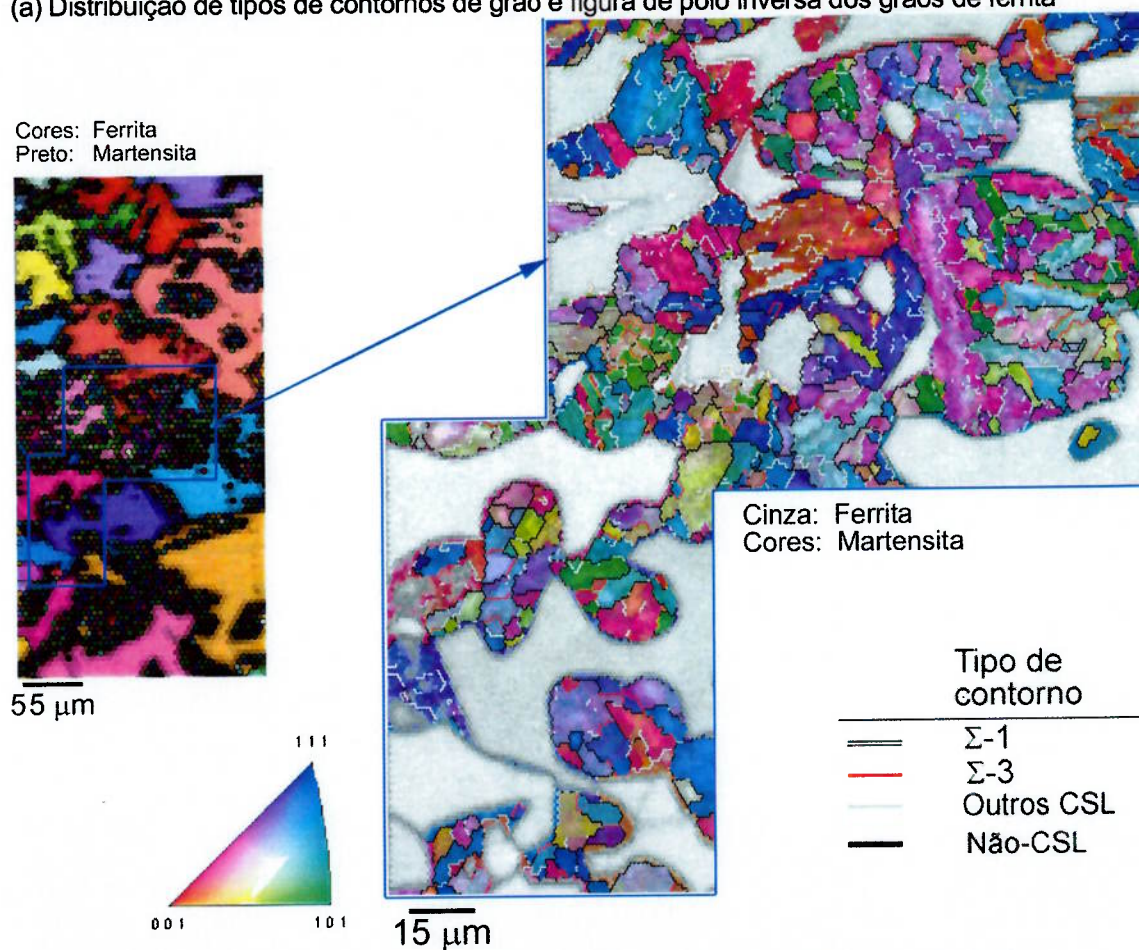 (a) Distribuição de tipos de contornos de grão e figura de polo inversa dos grãos de ferrita
Cores: Ferrita
Preto: Martensita
55 µm
111
001
101
15 µm
Cinza: Ferrita
Cores: Martensita
Tipo de
contorno
Σ-1
Σ-3
Outros CSL
Não-CSL